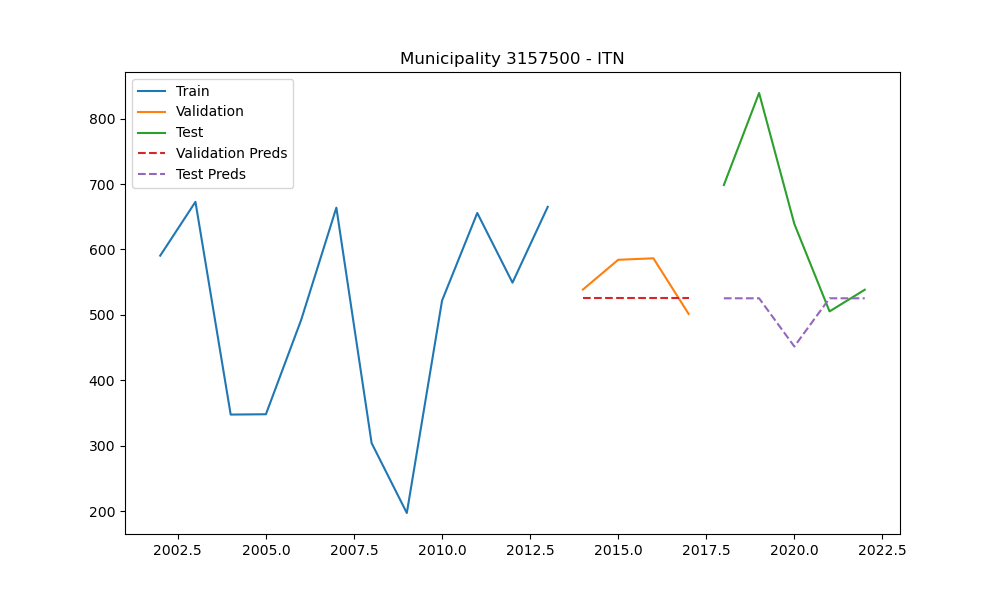 Municipality 3157500 - ITN
Train
Validation
Test
Validation Preds
Test Preds
800
700
600
500
400
300
200
2002.5 2005.0 2007.5 2010.0 2012.5 2015.0 2017.5 2020.0 2022.5